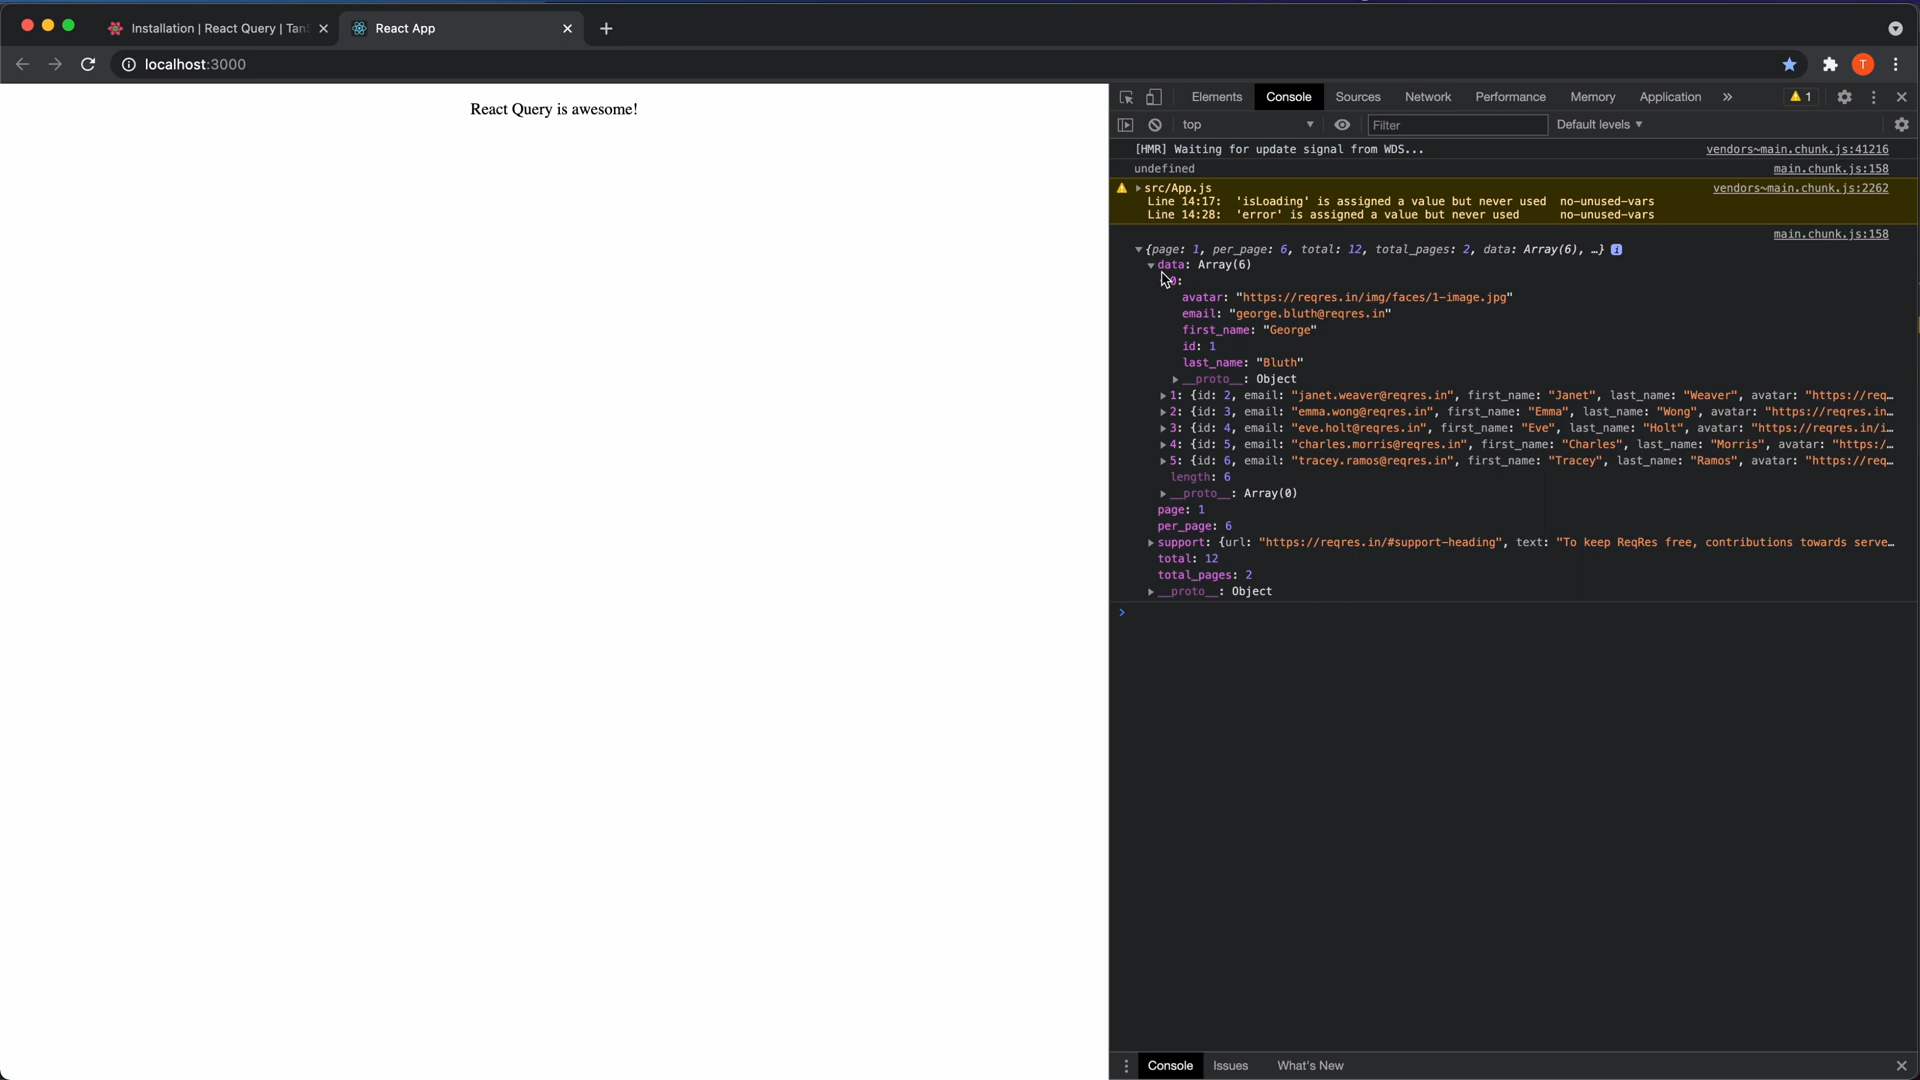 Installation | React Query | Tan
React App
localhost:3000
T
React Query is awesome!
Elements Console Sources Network Performance Memory Application » 1
top Filter Default levels
[HMR] Waiting for update signal from WDS... vendors~main.chunk.js:41216
undefined main.chunk.js:158
src/App.js vendors~main.chunk.js:2262
Line 14:17: 'isLoading' is assigned a value but never used no-unused-vars
Line 14:28: 'error' is assigned a value but never used no-unused-vars
main.chunk.js:158
{page: 1, per_page: 6, total: 12, total_pages: 2, data: Array(6), …} i
data: Array(6)
0:
avatar: "https://reqres.in/img/faces/1-image.jpg"
email: "george.bluth@reqres.in"
first_name: "George"
id: 1
last_name: "Bluth"
__proto__: Object
1: {id: 2, email: "janet.weaver@reqres.in", first_name: "Janet", last_name: "Weaver", avatar: "https://req…
2: {id: 3, email: "emma.wong@reqres.in", first_name: "Emma", last_name: "Wong", avatar: "https://reqres.in…
3: {id: 4, email: "eve.holt@reqres.in", first_name: "Eve", last_name: "Holt", avatar: "https://reqres.in/i…
4: {id: 5, email: "charles.morris@reqres.in", first_name: "Charles", last_name: "Morris", avatar: "https:/…
5: {id: 6, email: "tracey.ramos@reqres.in", first_name: "Tracey", last_name: "Ramos", avatar: "https://req…
length: 6
__proto__: Array(0)
page: 1
per_page: 6
support: {url: "https://reqres.in/#support-heading", text: "To keep ReqRes free, contributions towards serve…
total: 12
total_pages: 2
__proto__: Object
Console Issues What's New